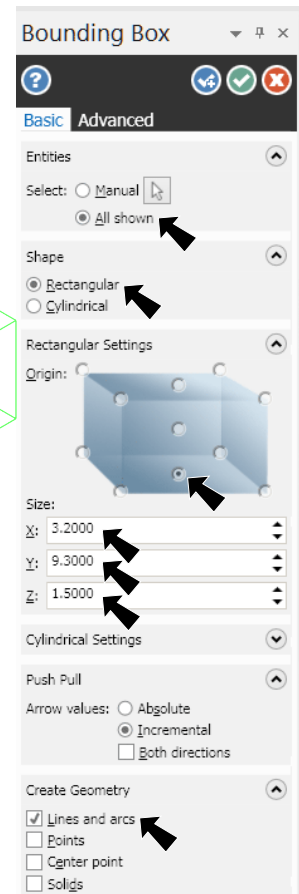 Bounding Box
Basic Advanced
Entities
Select: Manual
All shown
Shape
Rectangular
Cylindrical
Rectangular Settings
Origin:
Size:
X: 3.2000
Y: 9.3000
Z: 1.5000
Cylindrical Settings
Push Pull
Arrow values: Absolute
Incremental
Both directions
Create Geometry
Lines and arcs
Points
Center point
Solids